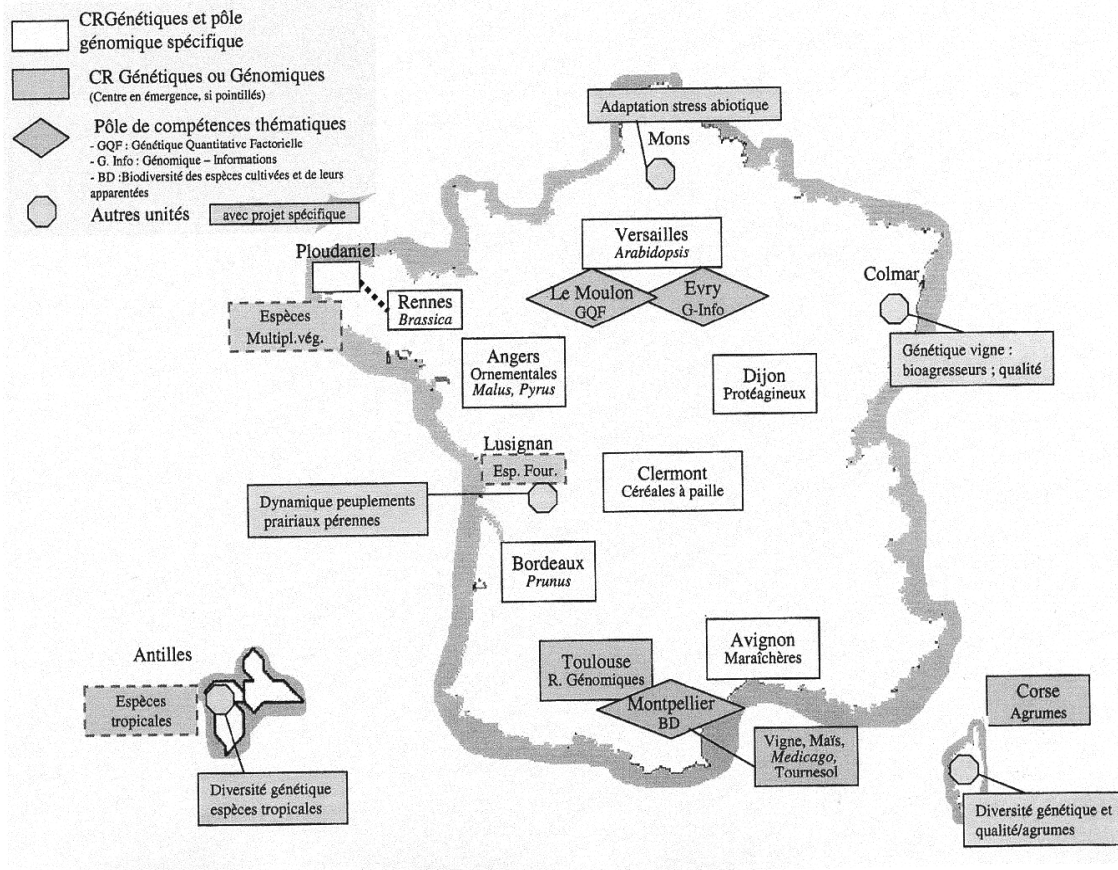 CRGénétiques et pôle
génomique spécifique
CR Génétiques ou Génomiques
(Centre en émergence, si pointillés)
Pôle de compétences thématiques
- GQF : Génétique Quantitative Factorielle
- G. Info : Génomique – Informations
- BD :Biodiversité des espèces cultivées et de leurs
apparentées
Autres unités
avec projet spécifique
Adaptation stress abiotique
Mons
Versailles
Arabidopsis
Ploudaniel
Le Moulon
GQF
Evry
G-Info
Colmar
Rennes
Brassica
Espèces
Multipl.vég.
Génétique vigne :
bioagresseurs ; qualité
Angers
Ornementales
Malus, Pyrus
Dijon
Protéagineux
Lusignan
Esp. Four.
Clermont
Céréales à paille
Dynamique peuplements
prairiaux pérennes
Bordeaux
Prunus
Avignon
Maraîchères
Antilles
Toulouse
R. Génomiques
Espèces
tropicales
Montpellier
BD
Corse
Agrumes
Vigne, Maïs,
Medicago,
Tournesol
Diversité génétique
espèces tropicales
Diversité génétique et
qualité/agrumes